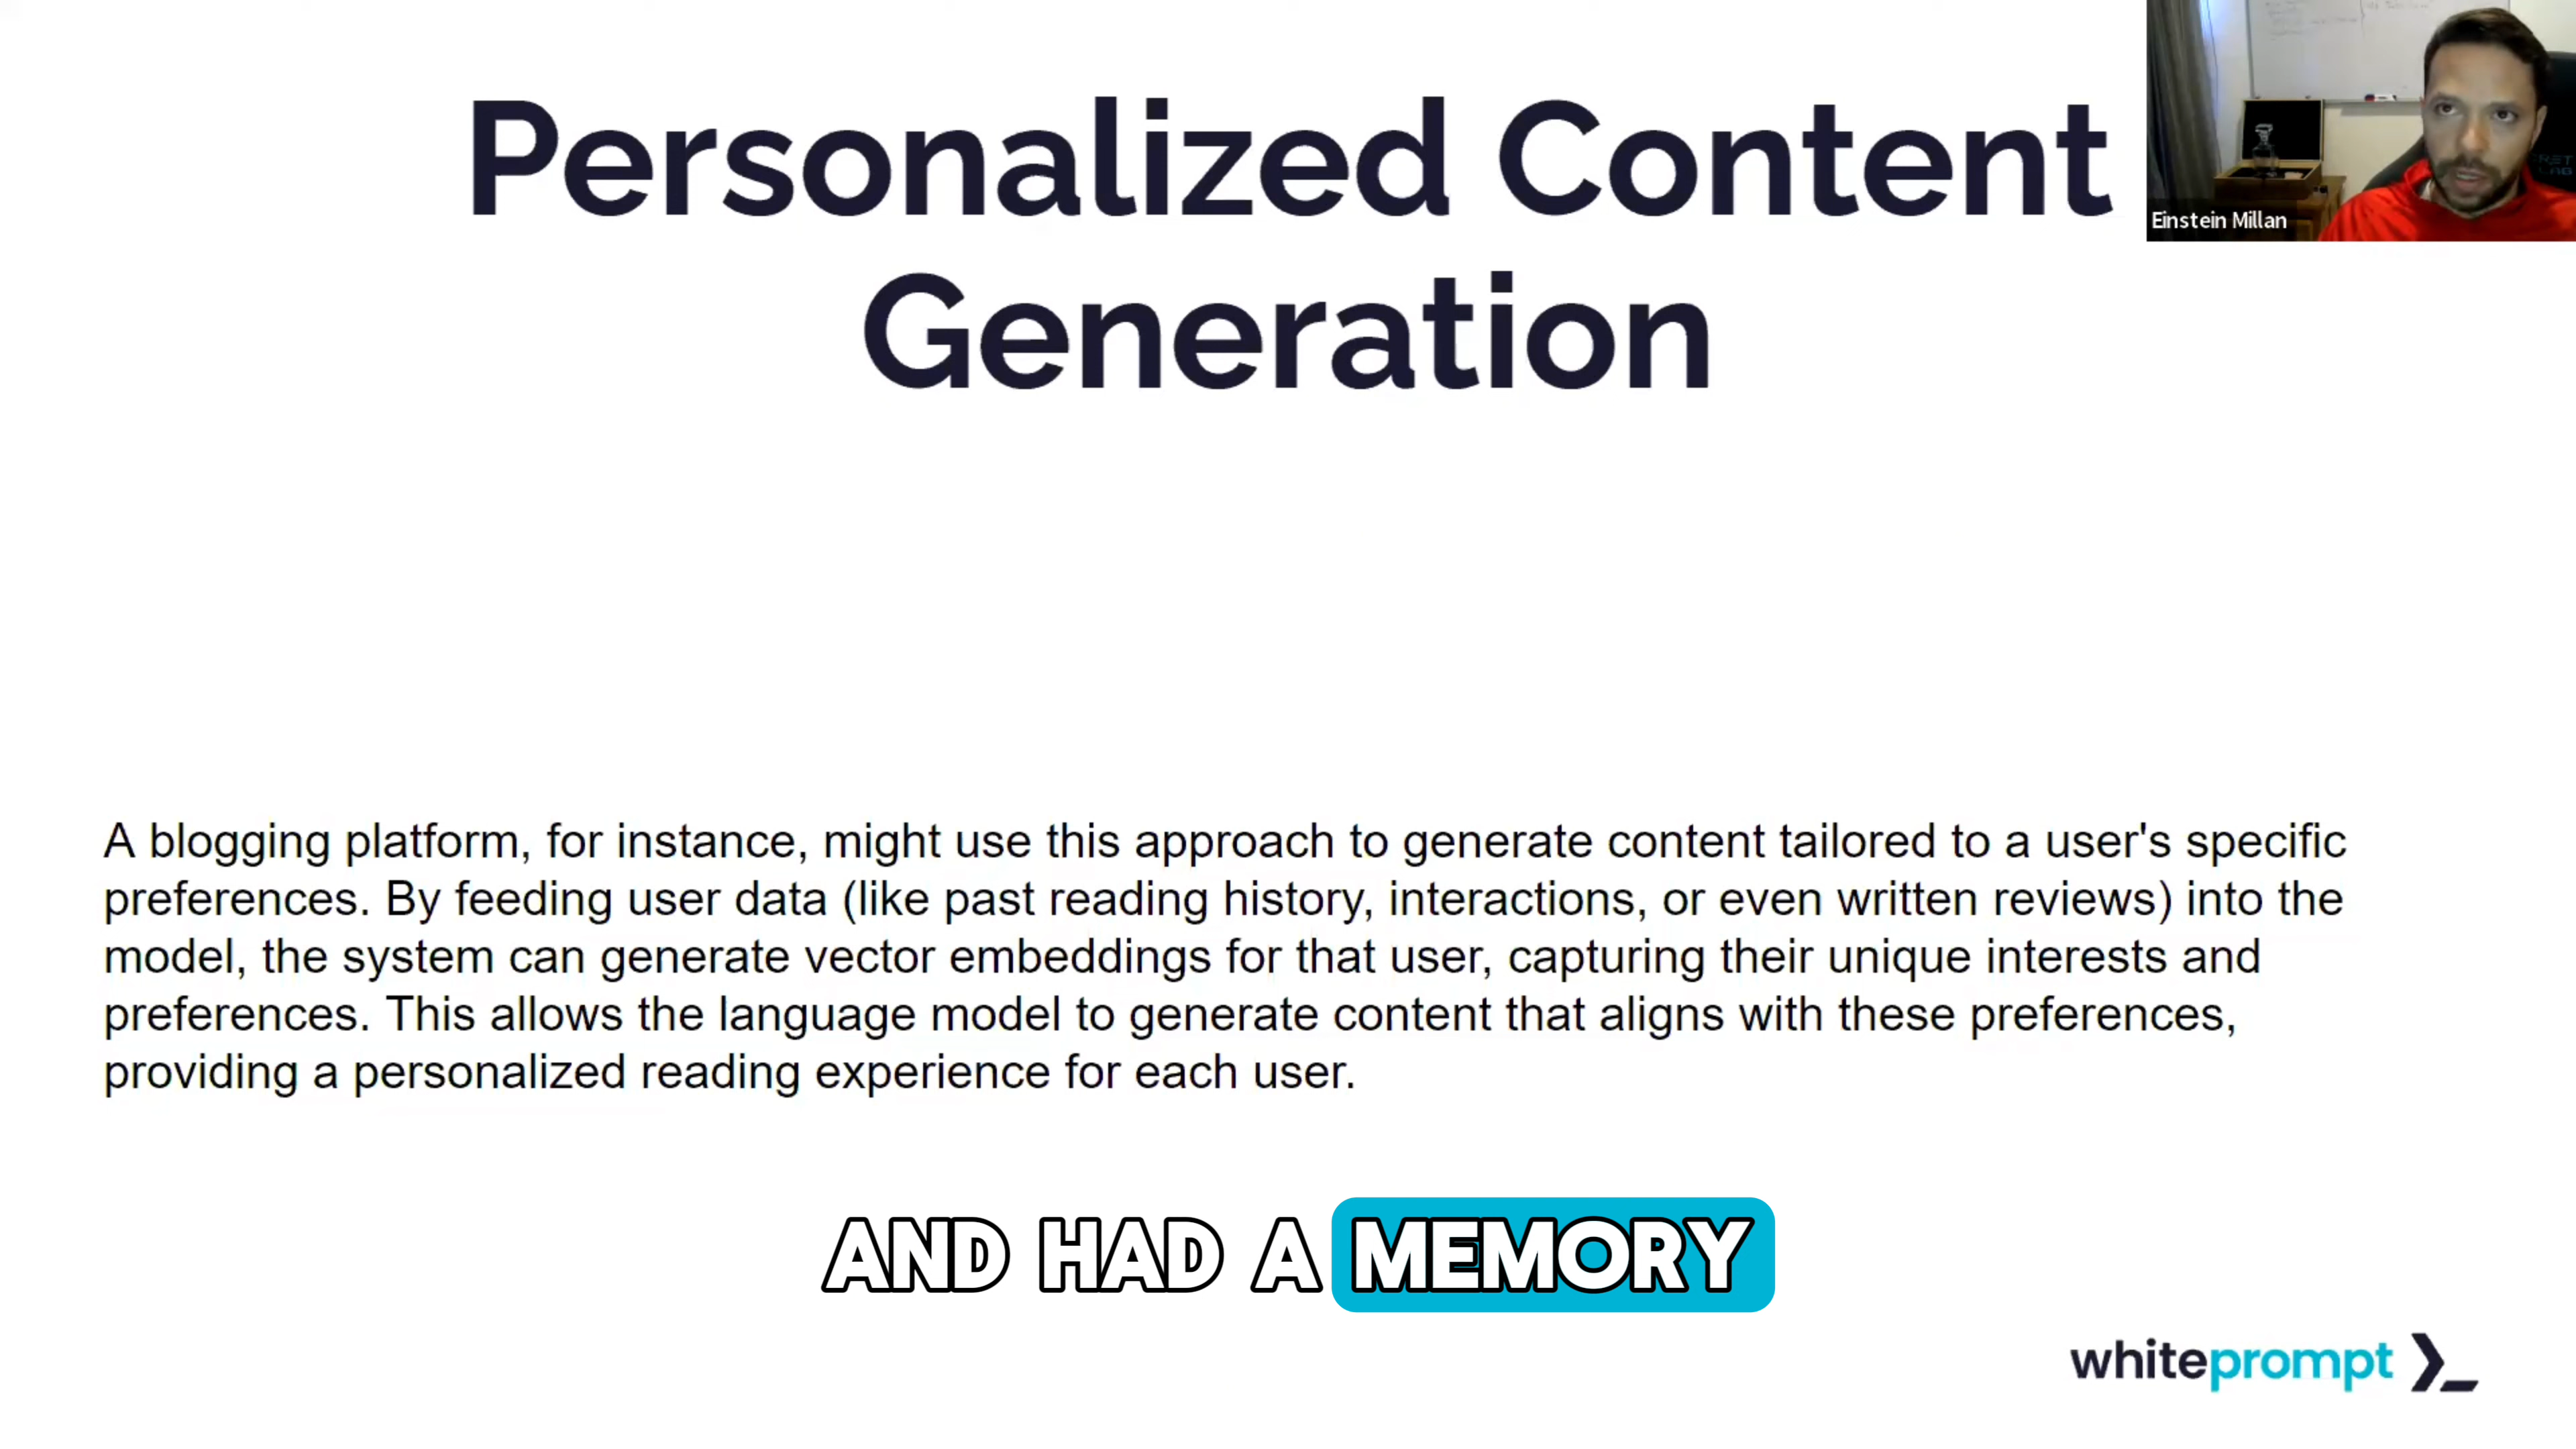 Personalized Content
Generation
Einstein Millan
A blogging platform, for instance, might use this approach to generate content tailored to a user's specific
preferences. By feeding user data (like past reading history, interactions, or even written reviews) into the
model, the system can generate vector embeddings for that user, capturing their unique interests and
preferences. This allows the language model to generate content that aligns with these preferences,
providing a personalized reading experience for each user.
AND HAD A MEMORY
whiteprompt